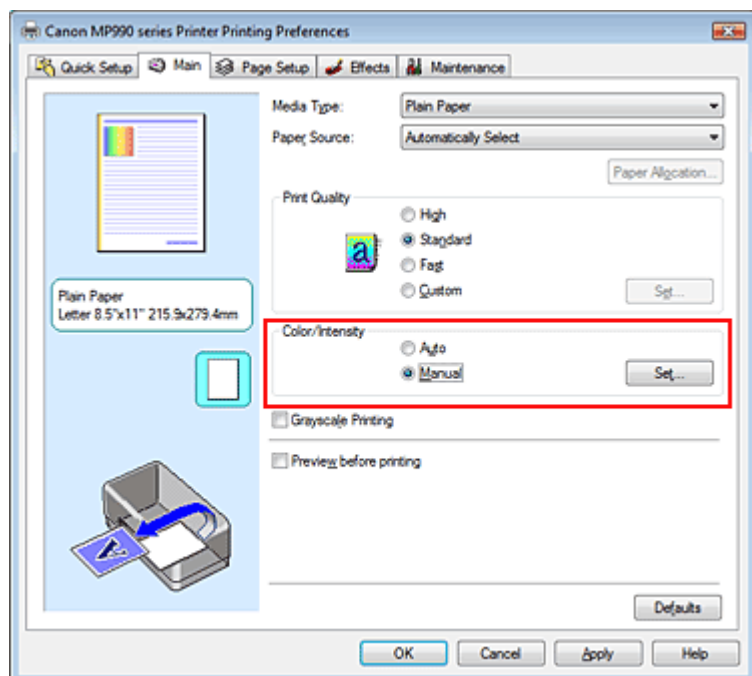 Canon MP990 series Printer Printing Preferences
Quick Setup Main Page Setup Effects Maintenance
Media Type: Plain Paper
Paper Source: Automatically Select
Paper Allocation...
Print Quality
High
a Standard
Fast
Custom Set...
Plain Paper
Letter 8.5"x11" 215.9x279.4mm
Color/Intensity
Auto
Manual Set...
Grayscale Printing
Preview before printing
A
Defaults
OK Cancel Apply Help